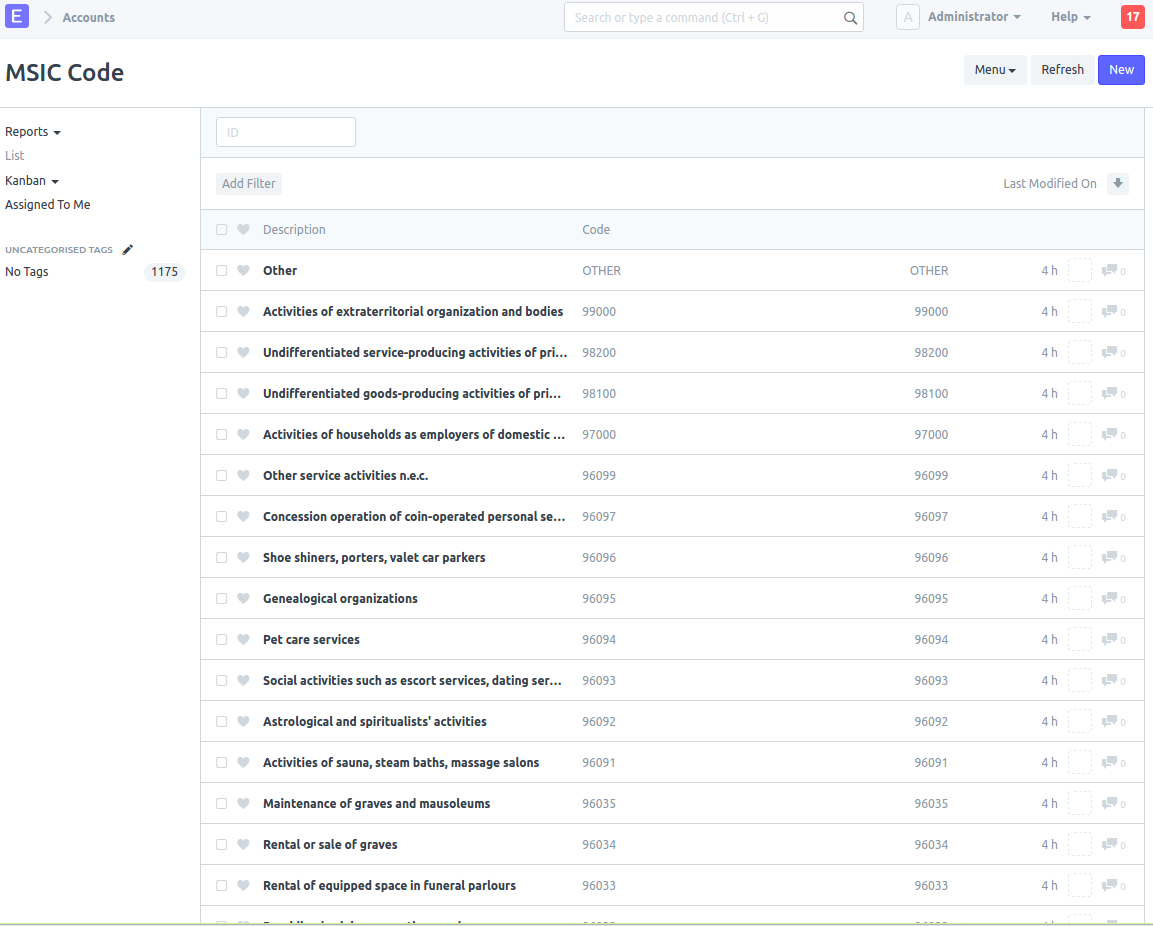 E Accounts Search or type a command (Ctrl + G) A Administrator Help 17
MSIC Code Menu Refresh New
Reports
List
Kanban
Assigned To Me
UNCATEGORISED TAGS
No Tags 1175
ID
Add Filter Last Modified On
Description Code
Other OTHER OTHER 4 h 0
Activities of extraterritorial organization and bodies 99000 99000 4 h 0
Undifferentiated service-producing activities of pri... 98200 98200 4 h 0
Undifferentiated goods-producing activities of pri... 98100 98100 4 h 0
Activities of households as employers of domestic ... 97000 97000 4 h 0
Other service activities n.e.c. 96099 96099 4 h 0
Concession operation of coin-operated personal se... 96097 96097 4 h 0
Shoe shiners, porters, valet car parkers 96096 96096 4 h 0
Genealogical organizations 96095 96095 4 h 0
Pet care services 96094 96094 4 h 0
Social activities such as escort services, dating ser... 96093 96093 4 h 0
Astrological and spiritualists' activities 96092 96092 4 h 0
Activities of sauna, steam baths, massage salons 96091 96091 4 h 0
Maintenance of graves and mausoleums 96035 96035 4 h 0
Rental or sale of graves 96034 96034 4 h 0
Rental of equipped space in funeral parlours 96033 96033 4 h 0